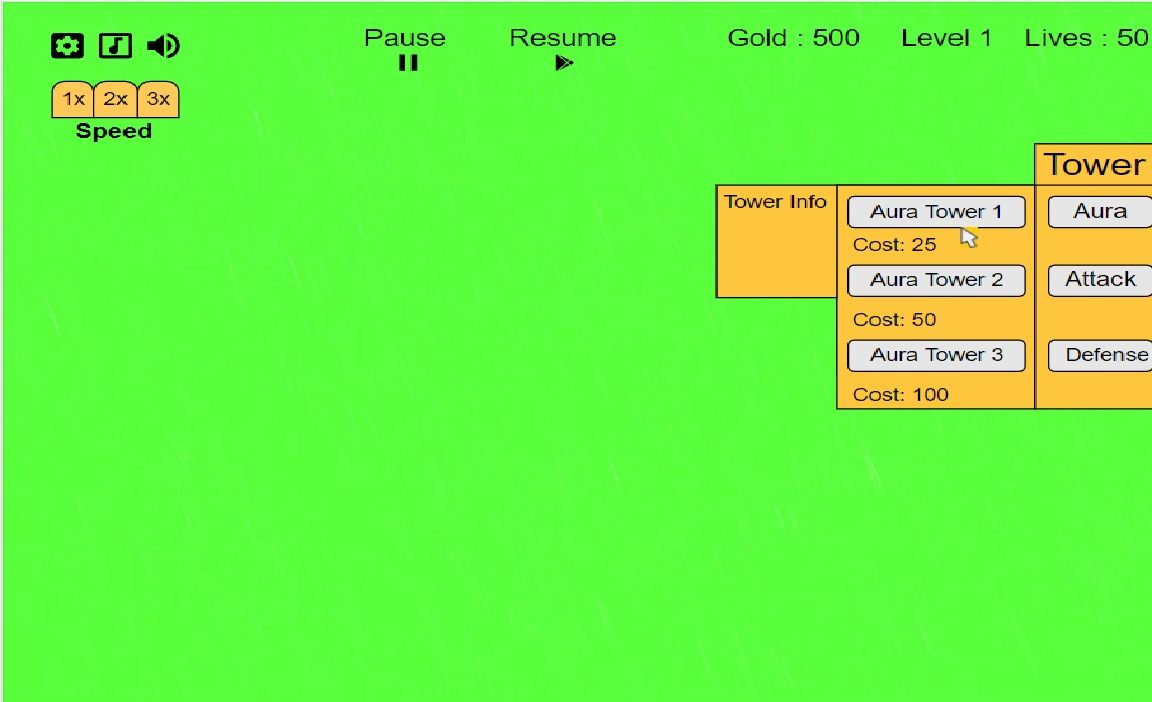 Pause
Resume
Gold : 500
Level 1
Lives : 50
1x 2x 3x
Speed
Tower
Tower Info
Aura Tower 1
Cost: 25
Aura Tower 2
Cost: 50
Aura Tower 3
Cost: 100
Aura
Attack
Defense